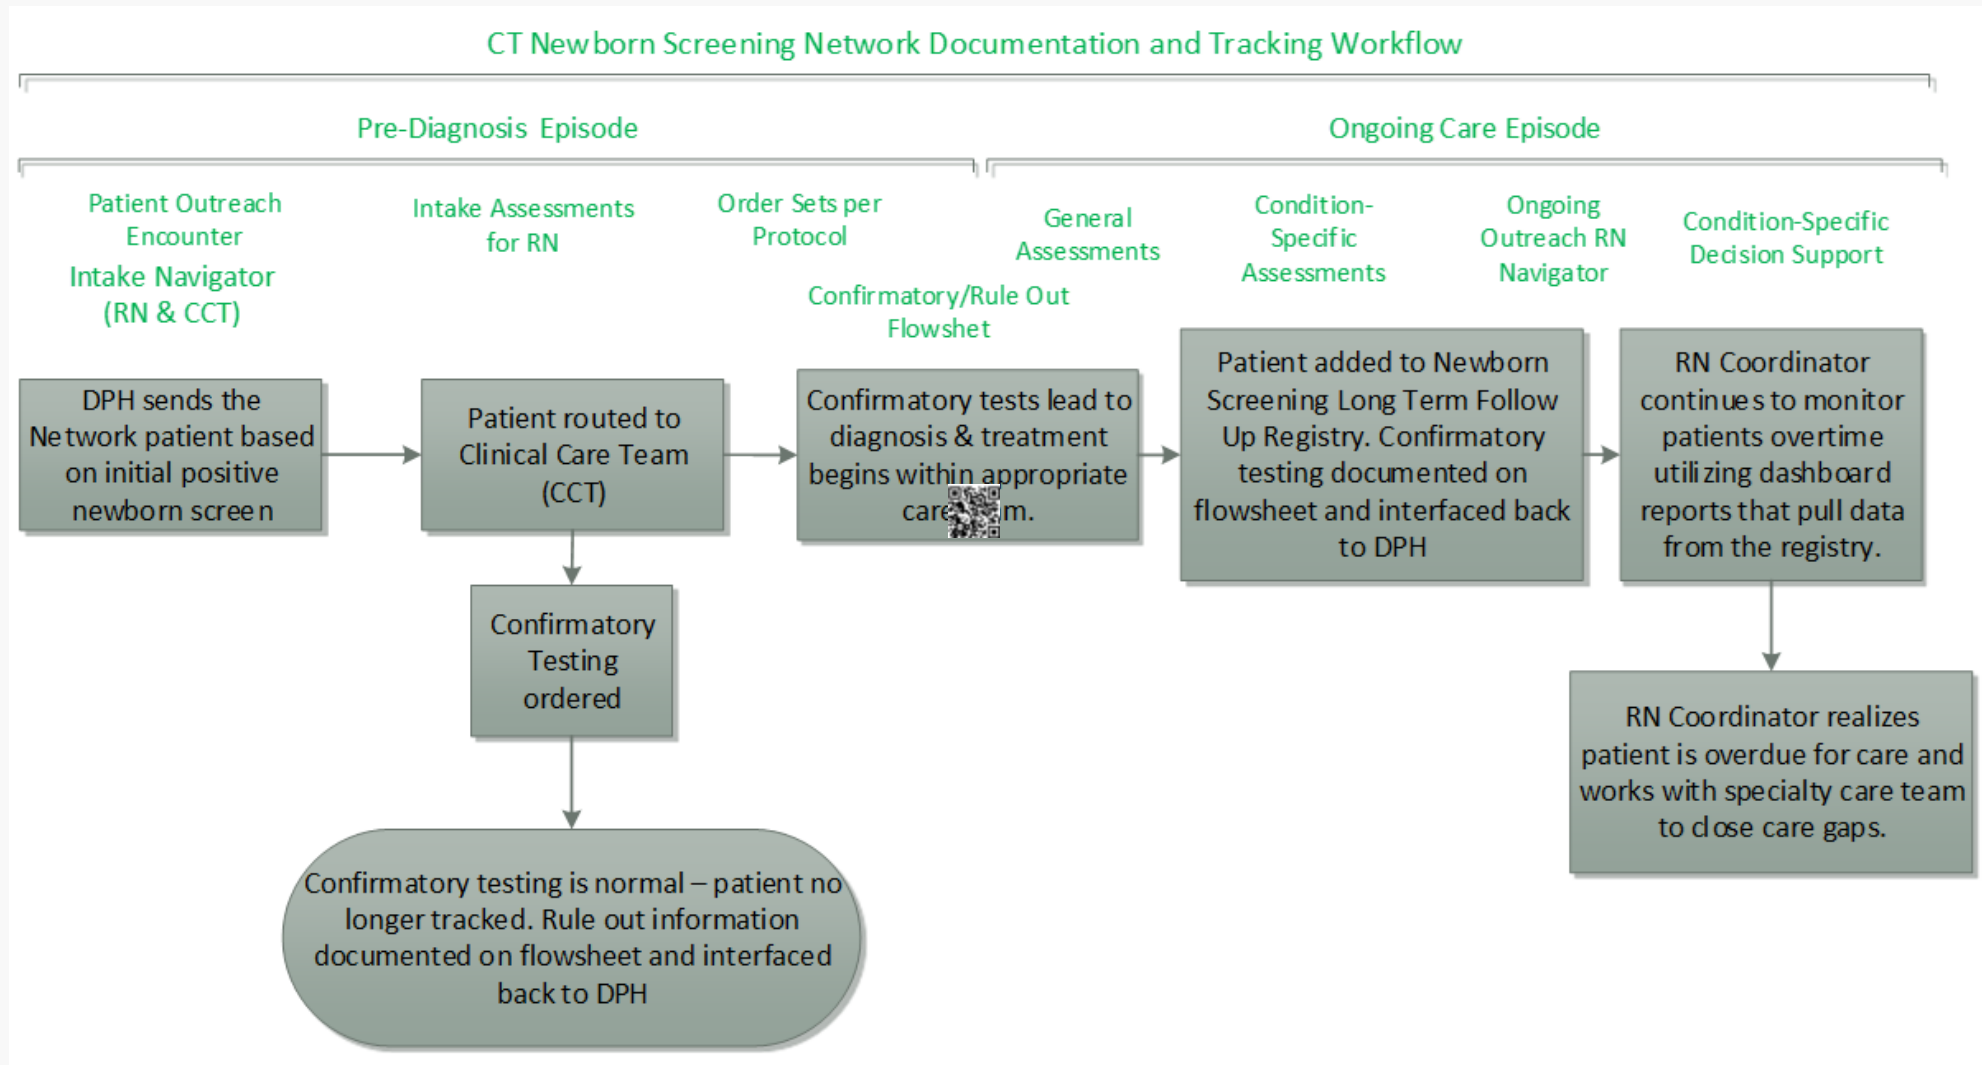 CT Newborn Screening Network Documentation and Tracking Workflow
Pre-Diagnosis Episode
Ongoing Care Episode
Patient Outreach
Encounter
Intake Navigator
(RN & CCT)
Intake Assessments
for RN
Order Sets per
Protocol
Confirmatory/Rule Out
Flowshet
General
Assessments
Condition-
Specific
Assessments
Ongoing
Outreach RN
Navigator
Condition-Specific
Decision Support
DPH sends the
Network patient based
on initial positive
newborn screen
Patient routed to
Clinical Care Team
(CCT)
Confirmatory tests lead to
diagnosis & treatment
begins within appropriate
care
Patient added to Newborn
Screening Long Term Follow
Up Registry. Confirmatory
testing documented on
flowsheet and interfaced back
to DPH
RN Coordinator
continues to monitor
patients overtime
utilizing dashboard
reports that pull data
from the registry.
Confirmatory
Testing
ordered
RN Coordinator realizes
patient is overdue for care and
works with specialty care team
to close care gaps.
Confirmatory testing is normal – patient no
longer tracked. Rule out information
documented on flowsheet and interfaced
back to DPH